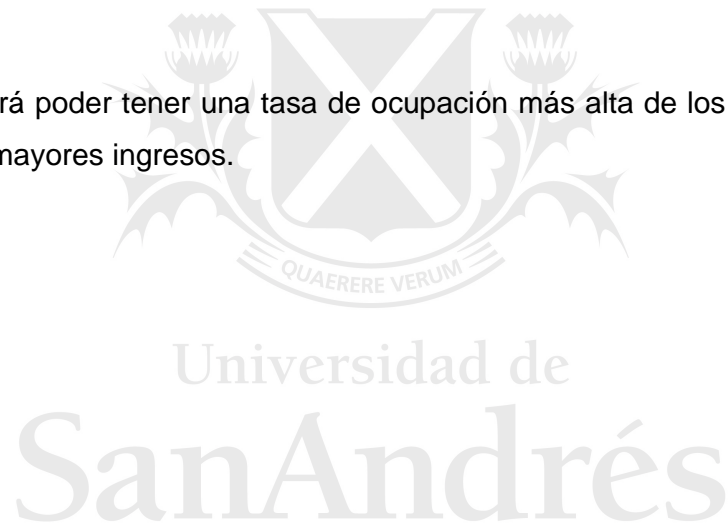 rá poder tener una tasa de ocupación más alta de los
mayores ingresos.
QUAERERE VERUM
Universidad de
SanAndrés